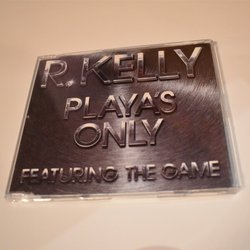 R. KELLY
PLAYA'S
ONLY
FEATURING THE GAME